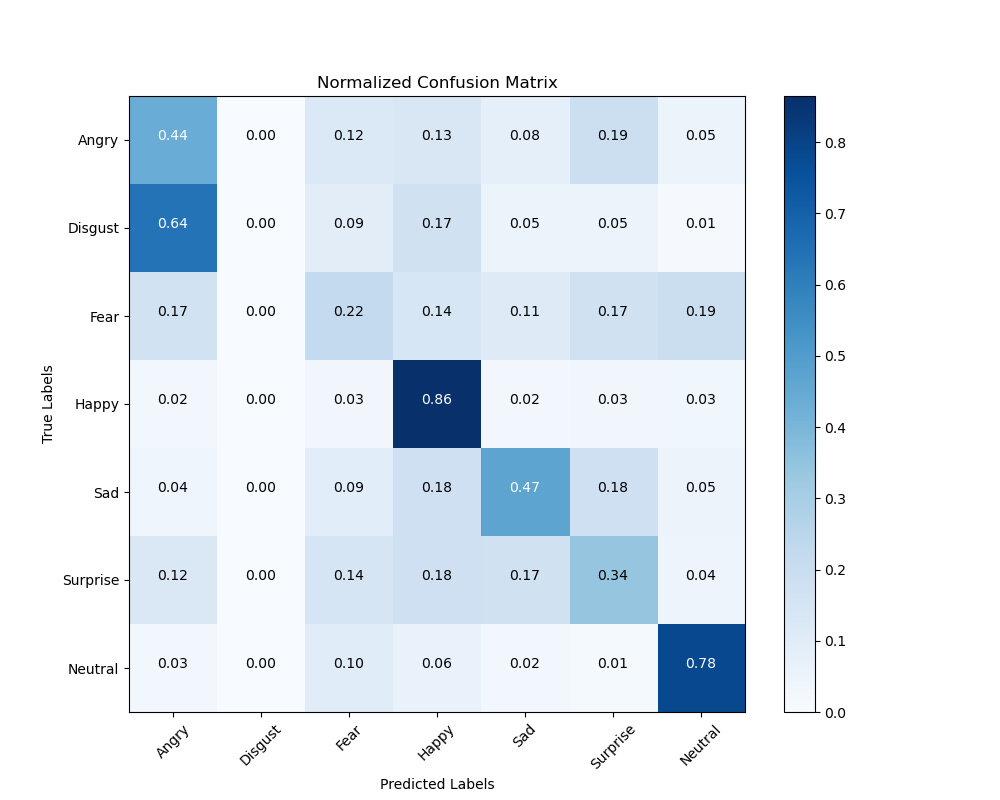 Normalized Confusion Matrix
True Labels
Angry 0.44 0.00 0.12 0.13 0.08 0.19 0.05
Disgust 0.64 0.00 0.09 0.17 0.05 0.05 0.01
Fear 0.17 0.00 0.22 0.14 0.11 0.17 0.19
Happy 0.02 0.00 0.03 0.86 0.02 0.03 0.03
Sad 0.04 0.00 0.09 0.18 0.47 0.18 0.05
Surprise 0.12 0.00 0.14 0.18 0.17 0.34 0.04
Neutral 0.03 0.00 0.10 0.06 0.02 0.01 0.78
Angry Disgust Fear Happy Sad Surprise Neutral
Predicted Labels
0.8
0.7
0.6
0.5
0.4
0.3
0.2
0.1
0.0